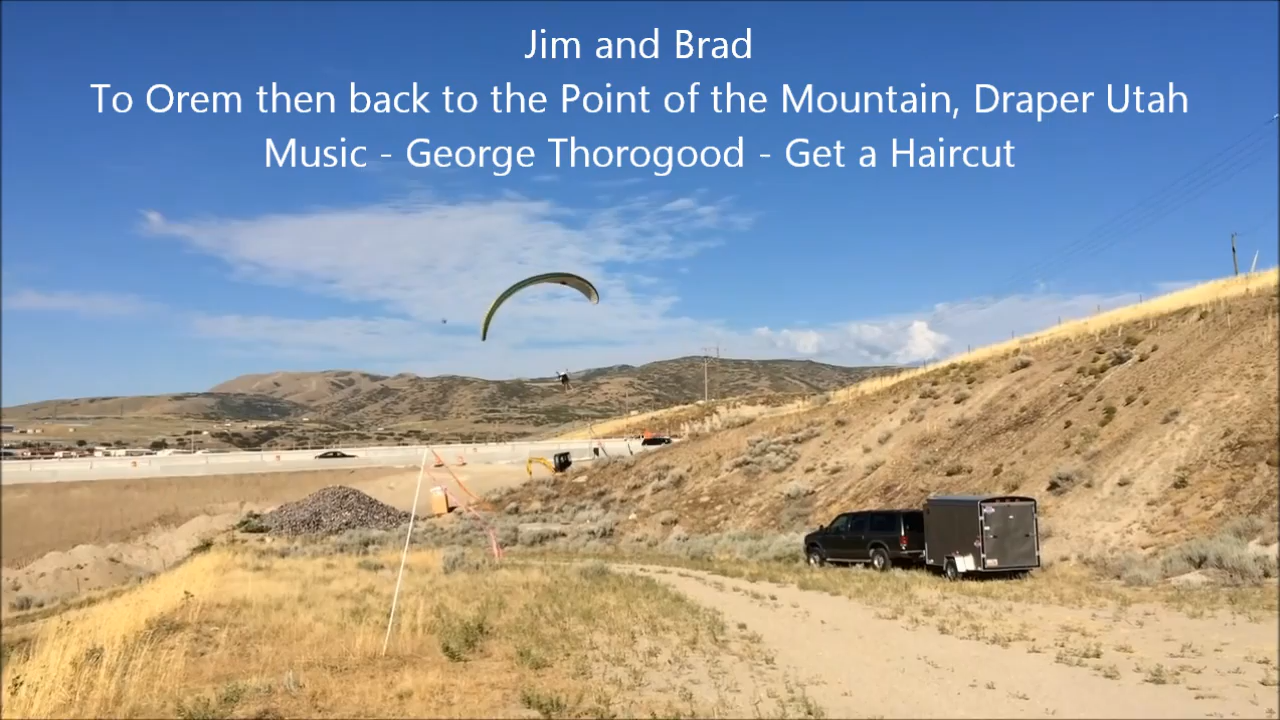 Jim and Brad
To Orem then back to the Point of the Mountain, Draper Utah
Music - George Thorogood - Get a Haircut